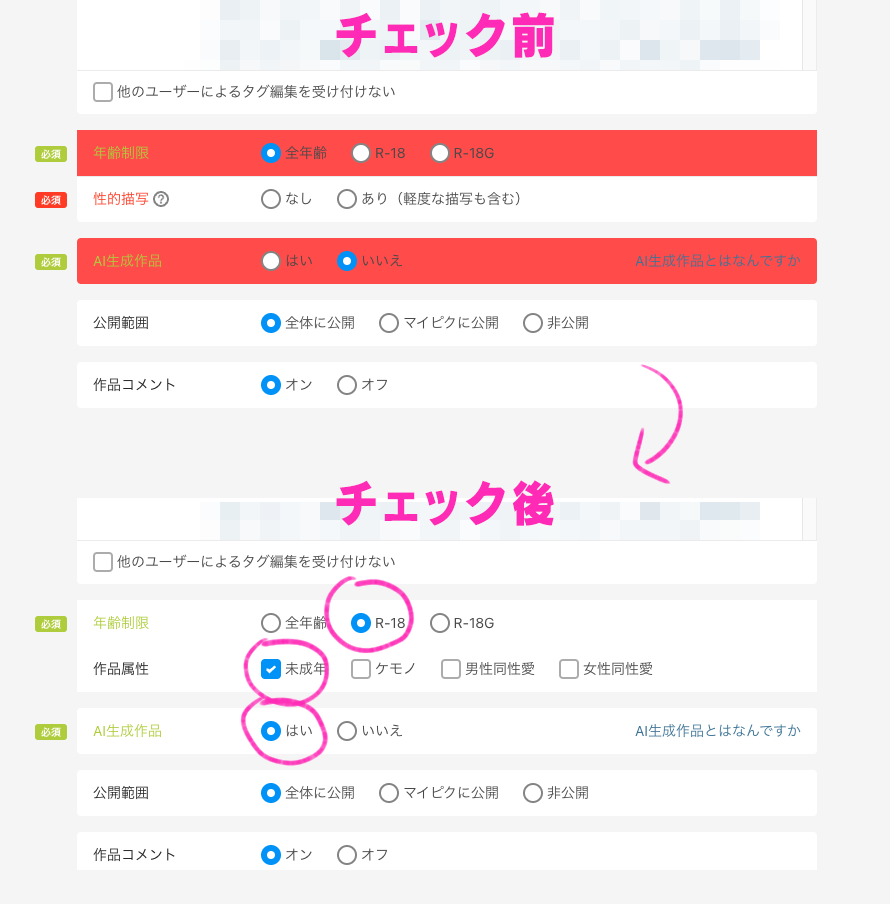 チェック前
他のユーザーによるタグ編集を受け付けない
必須 年齢制限 全年齢 R-18 R-18G
必須 性的描写 ? なし あり（軽度な描写も含む）
必須 AI生成作品 はい いいえ AI生成作品とはなんですか
公開範囲 全体に公開 マイピクに公開 非公開
作品コメント オン オフ
チェック後
他のユーザーによるタグ編集を受け付けない
必須 年齢制限 全年齢 R-18 R-18G
作品属性 未成年 ケモノ 男性同性愛 女性同性愛
必須 AI生成作品 はい いいえ AI生成作品とはなんですか
公開範囲 全体に公開 マイピクに公開 非公開
作品コメント オン オフ